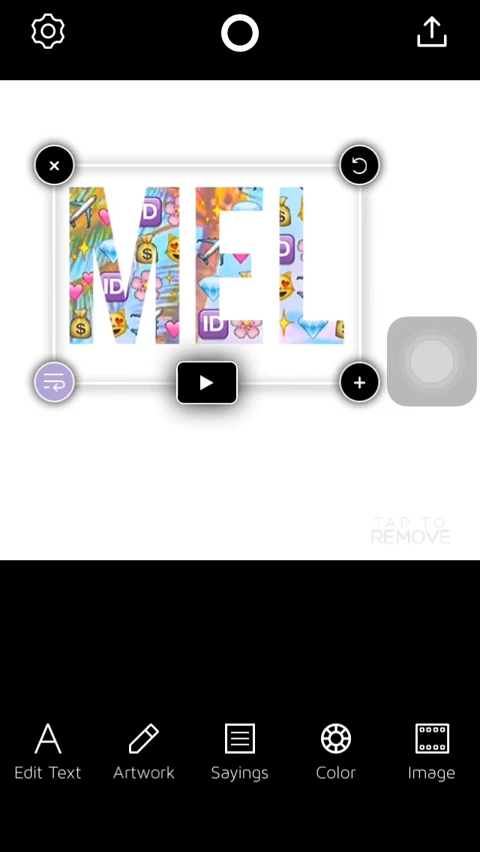 MEL
TAP TO
REMOVE
Edit Text
Artwork
Sayings
Color
Image